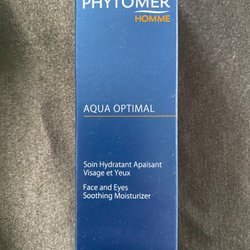 PHYTOMER
HOMME
AQUA OPTIMAL
Soin Hydratant Apaisant
Visage et Yeux
Face and Eyes
Soothing Moisturizer